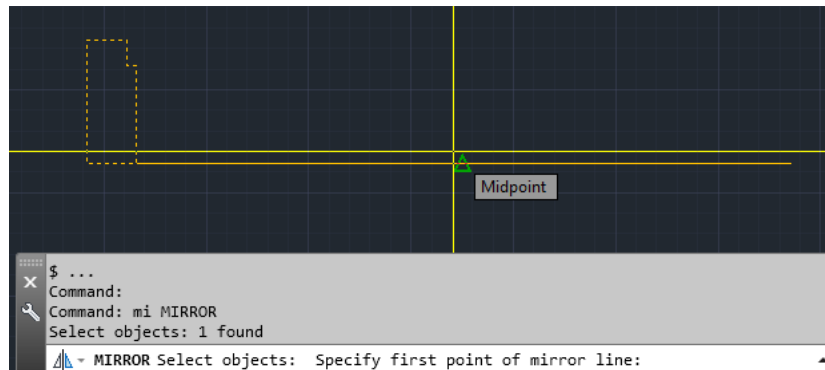 Midpoint
$ ...
Command:
Command: mi MIRROR
Select objects: 1 found
MIRROR Select objects:  Specify first point of mirror line: